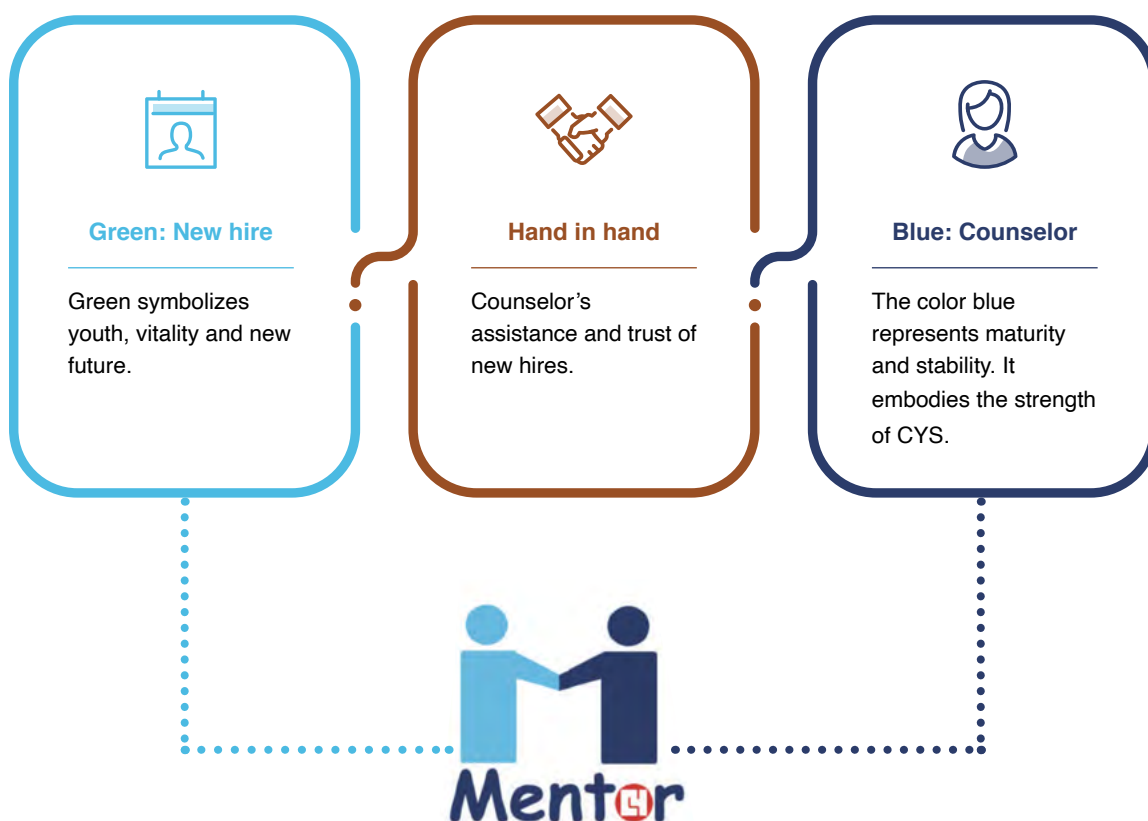 Green: New hire
Green symbolizes
youth, vitality and new
future.
Hand in hand
Counselor’s
assistance and trust of
new hires.
Blue: Counselor
The color blue
represents maturity
and stability. It
embodies the strength
of CYS.
Mentor